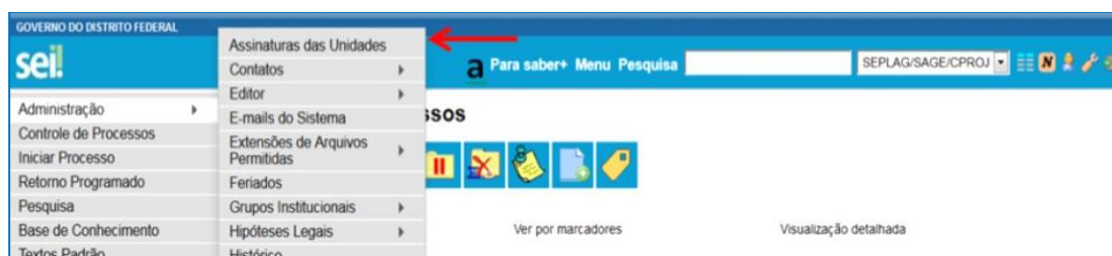 GOVERNO DO DISTRITO FEDERAL
sei!
a Para saber+ Menu Pesquisa
SEPLAG/SAGE/CPROJ
N
Administração
Controle de Processos
Iniciar Processo
Retorno Programado
Pesquisa
Base de Conhecimento
Textos Padrão
Assinaturas das Unidades
Contatos
Editor
E-mails do Sistema
Extensões de Arquivos
Permitidas
Feriados
Grupos Institucionais
Hipóteses Legais
Histórico
ssos
Ver por marcadores
Visualização detalhada